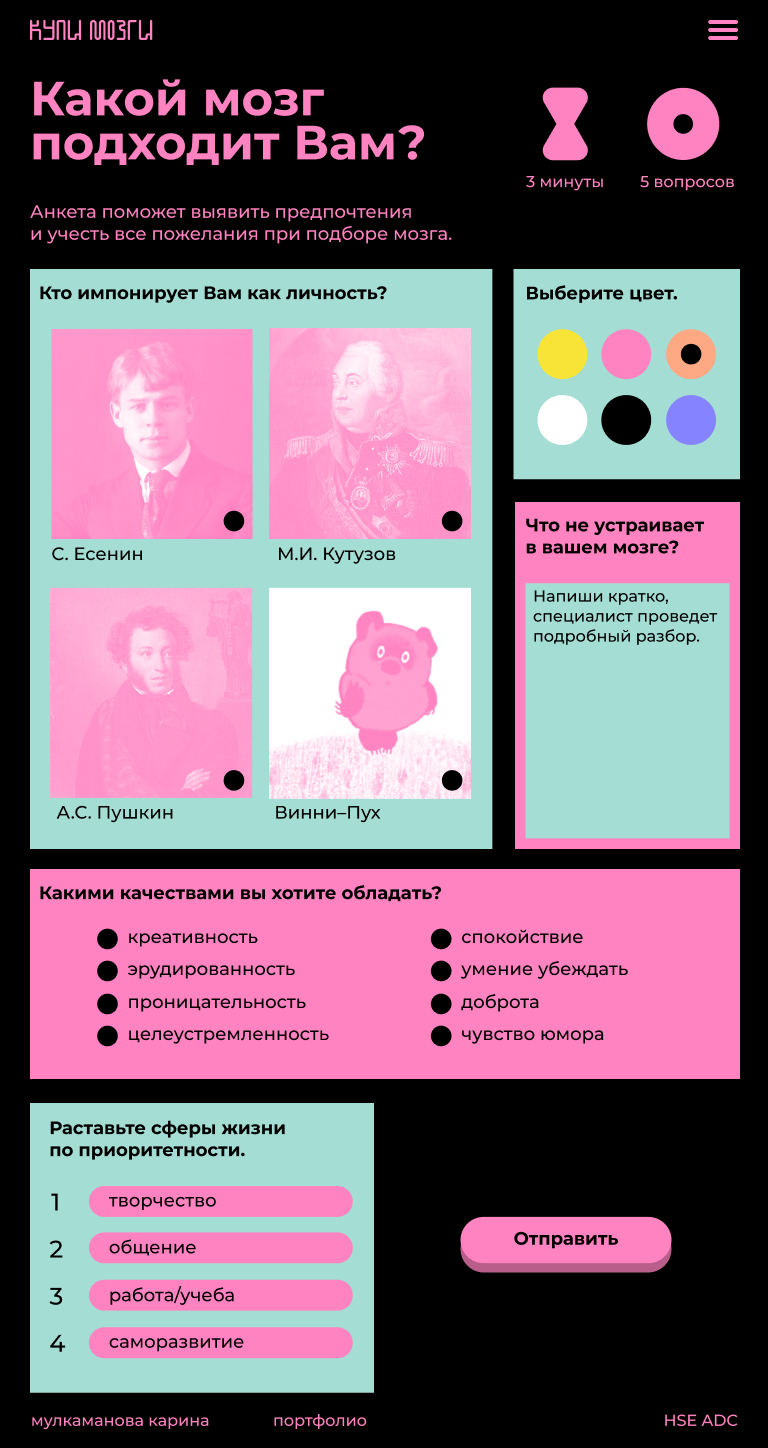 КУПИ МОЗГИ
Какой мозг
подходит Вам?
3 минуты
5 вопросов
Анкета поможет выявить предпочтения
и учесть все пожелания при подборе мозга.
Кто импонирует Вам как личность?
С. Есенин
М.И. Кутузов
А.С. Пушкин
Винни–Пух
Выберите цвет.
Что не устраивает
в вашем мозге?
Напиши кратко,
специалист проведет
подробный разбор.
Какими качествами вы хотите обладать?
креативность
эрудированность
проницательность
целеустремленность
спокойствие
умение убеждать
доброта
чувство юмора
Раставьте сферы жизни
по приоритетности.
1 творчество
2 общение
3 работа/учеба
4 саморазвитие
Отправить
мулкаманова карина
портфолио
HSE ADC